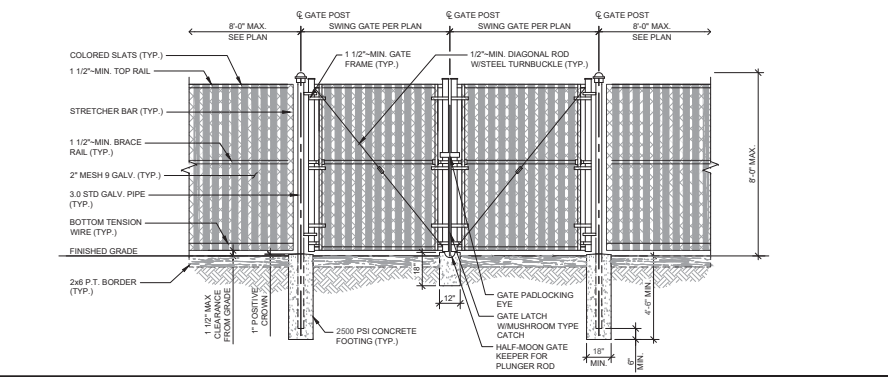 ℄ GATE POST
℄ GATE POST
℄ GATE POST
8'-0" MAX.
SEE PLAN
SWING GATE PER PLAN
SWING GATE PER PLAN
8'-0" MAX.
SEE PLAN
COLORED SLATS (TYP.)
1 1/2"~MIN. TOP RAIL
STRETCHER BAR (TYP.)
1 1/2"~MIN. BRACE
RAIL (TYP.)
2" MESH 9 GALV. (TYP.)
3.0 STD GALV. PIPE
(TYP.)
BOTTOM TENSION
WIRE (TYP.)
FINISHED GRADE
2x6 P.T. BORDER
(TYP.)
1 1/2"~MIN. GATE
FRAME (TYP.)
1/2"~MIN. DIAGONAL ROD
W/STEEL TURNBUCKLE (TYP.)
8'-0" MAX.
1 1/2" MAX
CLEARANCE
FROM GRADE
1" POSITIVE
CROWN
2500 PSI CONCRETE
FOOTING (TYP.)
18"
12"
GATE PADLOCKING
EYE
GATE LATCH
W/MUSHROOM TYPE
CATCH
HALF-MOON GATE
KEEPER FOR
PLUNGER ROD
18"
MIN.
6"
MIN.
4'-6" MIN.